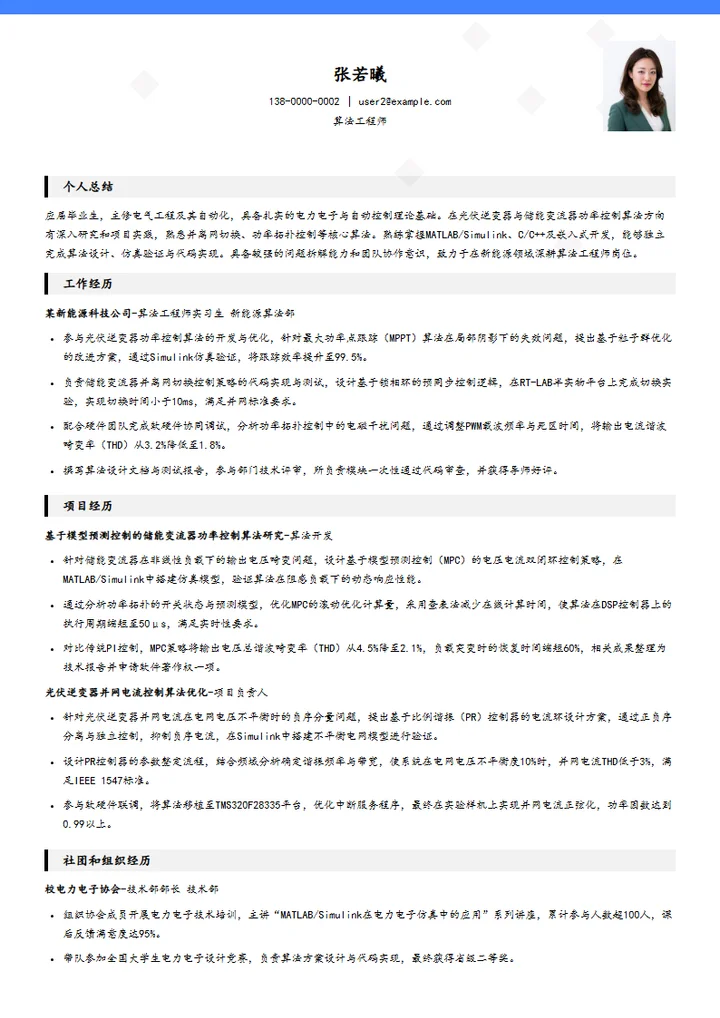 张若曦
138-0000-0002 | user2@example.com
算法工程师
个人总结
应届毕业生，主修电气工程及其自动化，具备扎实的电力电子与自动控制理论基础。在光伏逆变器与储能变流器功率控制算法方向
有深入研究和项目实践，熟悉并离网切换、功率拓扑控制等核心算法。熟练掌握MATLAB/Simulink、C/C++及嵌入式开发，能够独立
完成算法设计、仿真验证与代码实现。具备较强的问题拆解能力和团队协作意识，致力于在新能源领域深耕算法工程师岗位。
工作经历
某新能源科技公司-算法工程师实习生 新能源算法部
• 参与光伏逆变器功率控制算法的开发与优化，针对最大功率点跟踪（MPPT）算法在局部阴影下的失效问题，提出基于粒子群优化
的改进方案，通过Simulink仿真验证，将跟踪效率提升至99.5%。
• 负责储能变流器并离网切换控制策略的代码实现与测试，设计基于锁相环的预同步控制逻辑，在RT-LAB半实物平台上完成切换实
验，实现切换时间小于10ms，满足并网标准要求。
• 配合硬件团队完成软硬件协同调试，分析功率拓扑控制中的电磁干扰问题，通过调整PWM载波频率与死区时间，将输出电流谐波
畸变率（THD）从3.2%降低至1.8%。
• 撰写算法设计文档与测试报告，参与部门技术评审，所负责模块一次性通过代码审查，并获得导师好评。
项目经历
基于模型预测控制的储能变流器功率控制算法研究-算法开发
• 针对储能变流器在非线性负载下的输出电压畸变问题，设计基于模型预测控制（MPC）的电压电流双闭环控制策略，在
MATLAB/Simulink中搭建仿真模型，验证算法在阻感负载下的动态响应性能。
• 通过分析功率拓扑的开关状态与预测模型，优化MPC的滚动优化计算量，采用查表法减少在线计算时间，使算法在DSP控制器上的
执行周期缩短至50μs，满足实时性要求。
• 对比传统PI控制，MPC策略将输出电压总谐波畸变率（THD）从4.5%降至2.1%，负载突变时的恢复时间缩短60%，相关成果整理为
技术报告并申请软件著作权一项。
光伏逆变器并网电流控制算法优化-项目负责人
• 针对光伏逆变器并网电流在电网电压不平衡时的负序分量问题，提出基于比例谐振（PR）控制器的电流环设计方案，通过正负序
分离与独立控制，抑制负序电流，在Simulink中搭建不平衡电网模型进行验证。
• 设计PR控制器的参数整定流程，结合频域分析确定谐振频率与带宽，使系统在电网电压不平衡度10%时，并网电流THD低于3%，满
足IEEE 1547标准。
• 参与软硬件联调，将算法移植至TMS320F28335平台，优化中断服务程序，最终在实验样机上实现并网电流正弦化，功率因数达到
0.99以上。
社团和组织经历
校电力电子协会-技术部部长 技术部
• 组织协会成员开展电力电子技术培训，主讲“MATLAB/Simulink在电力电子仿真中的应用”系列讲座，累计参与人数超100人，课
后反馈满意度达95%。
• 带队参加全国大学生电力电子设计竞赛，负责算法方案设计与代码实现，最终获得省级二等奖。